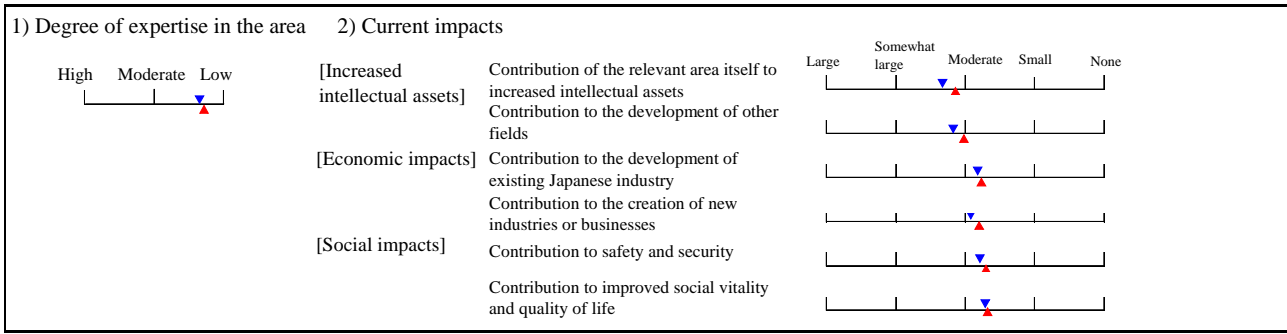 1) Degree of expertise in the area 2) Current impacts
High Moderate Low
[Increased
intellectual assets]
Contribution of the relevant area itself to
increased intellectual assets
Large Somewhat
large Moderate Small None
Contribution to the development of other
fields
[Economic impacts] Contribution to the development of
existing Japanese industry
Contribution to the creation of new
industries or businesses
[Social impacts] Contribution to safety and security
Contribution to improved social vitality
and quality of life